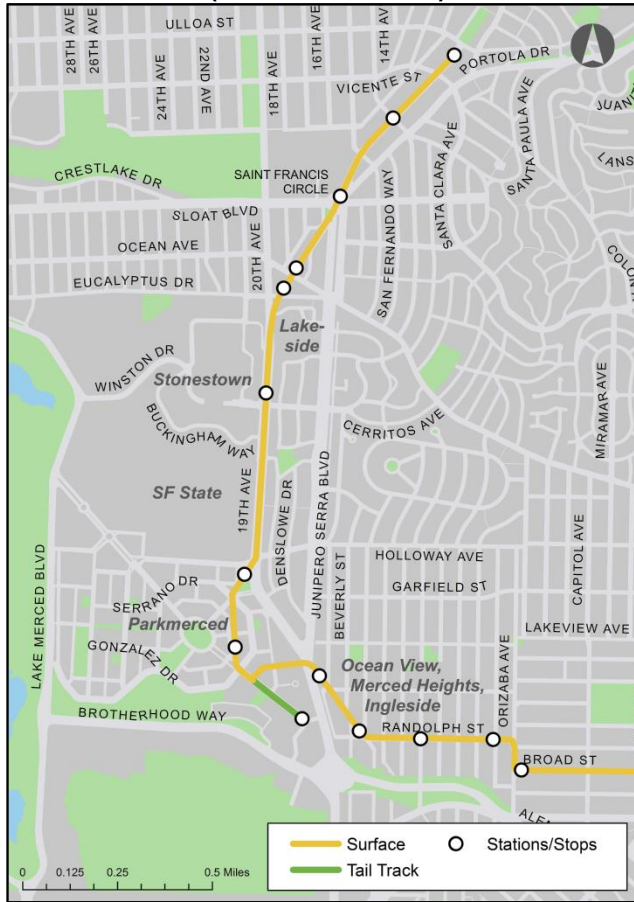 ULLOA ST
28TH AVE
26TH AVE
24TH AVE
22ND AVE
18TH AVE
16TH AVE
14TH AVE
PORTOLA DR
VICENTE ST
SANTA PAULA AVE
SANTA CLARA AVE
CRESTLAKE DR
SAINT FRANCIS
CIRCLE
SLOAT BLVD
SAN FERNANDO WAY
OCEAN AVE
20TH AVE
EUCALYPTUS DR
Lake-
side
WINSTON DR
Stonestown
BUCKINGHAM WAY
CERRITOS AVE
MIRAMAR AVE
SF State
19TH AVE
DENSLOWE DR
JUNIPERO SERRA BLVD
BEVERLY ST
HOLLOWAY AVE
CAPITOL AVE
GARFIELD ST
LAKE MERCED BLVD
SERRANO DR
Parkmerced
GONZALEZ DR
LAKEVIEW AVE
ORIZABA AVE
Ocean View,
Merced Heights,
Ingleside
BROTHERHOOD WAY
RANDOLPH ST
BROAD ST
Surface
Stations/Stops
Tail Track
0 0.125 0.25 0.5 Miles